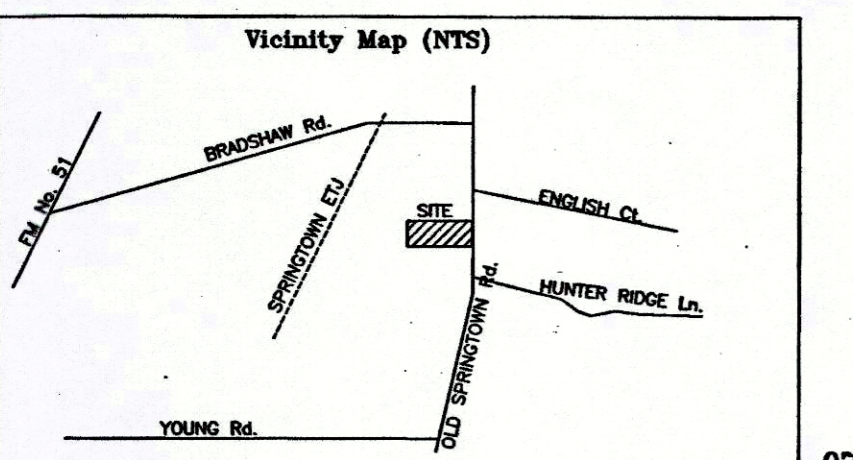 Vicinity Map (NTS)
BRADSHAW Rd.
FM No. 51
SPRINGTOWN ETJ
SITE
ENGLISH Ct.
HUNTER RIDGE Ln.
OLD SPRINGTOWN Rd.
YOUNG Rd.